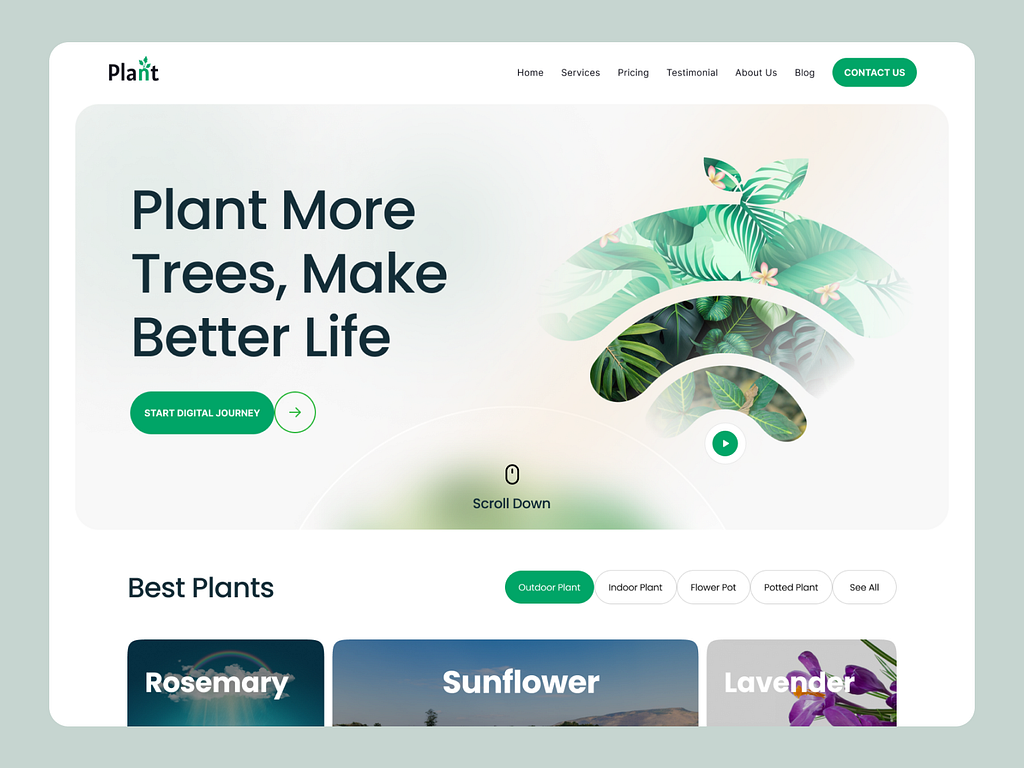 Plant
Home Services Pricing Testimonial About Us Blog CONTACT US
Plant More
Trees, Make
Better Life
START DIGITAL JOURNEY
Scroll Down
Best Plants
Outdoor Plant Indoor Plant Flower Pot Potted Plant See All
Rosemary Sunflower Lavender